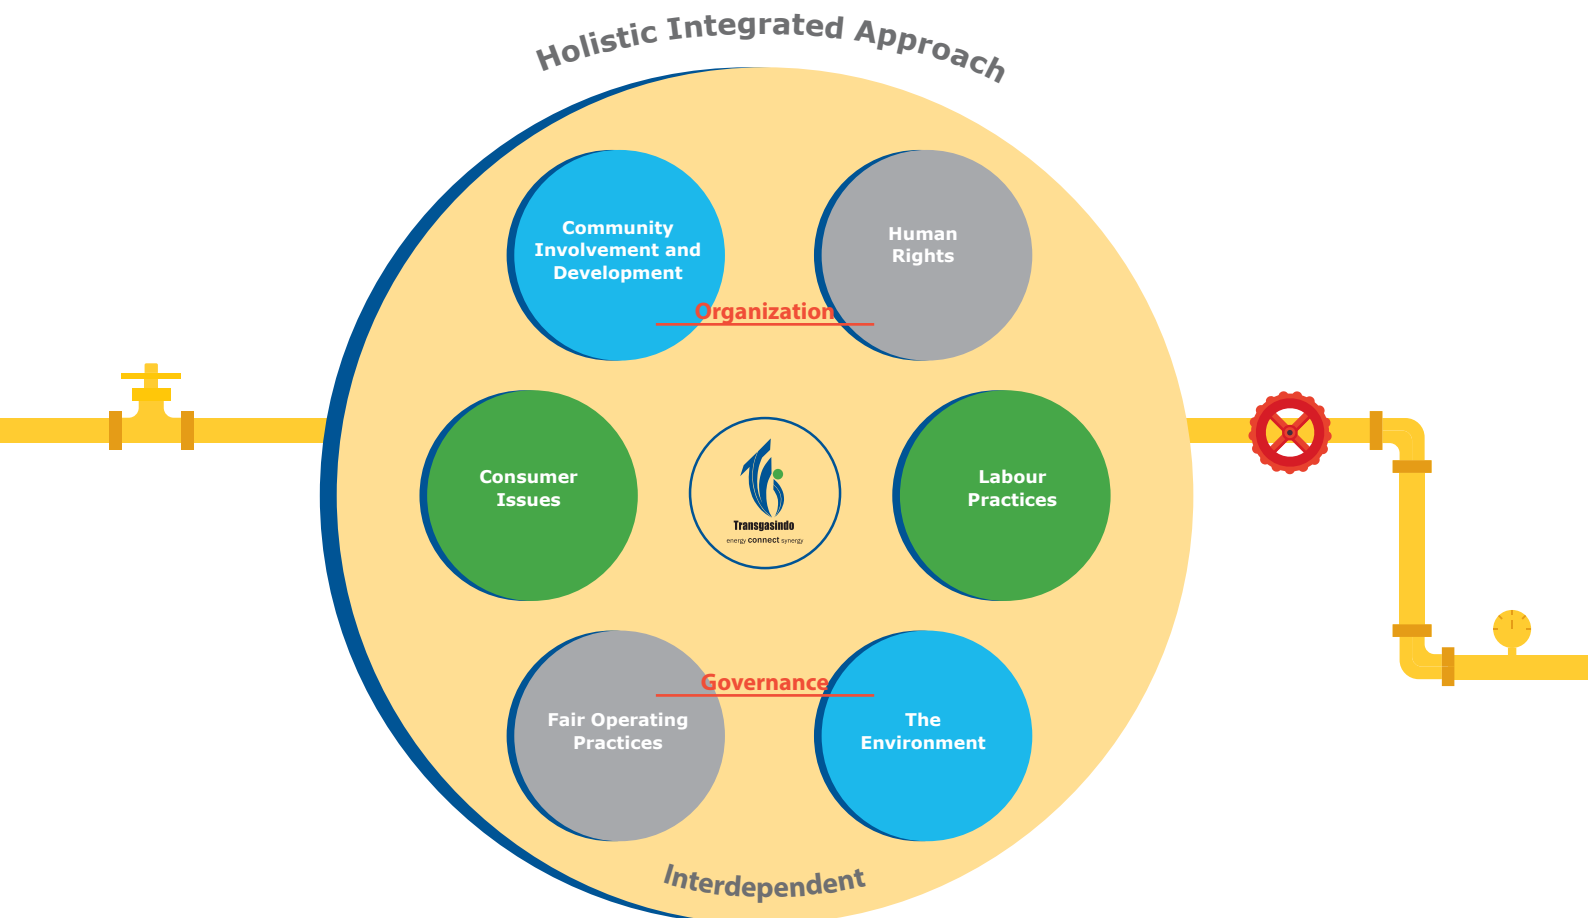 Holistic Integrated Approach
Community
Involvement and
Development
Human
Rights
Organization
Consumer
Issues
Transgasindo
energy connect synergy
Labour
Practices
Governance
Fair Operating
Practices
The
Environment
Interdependent